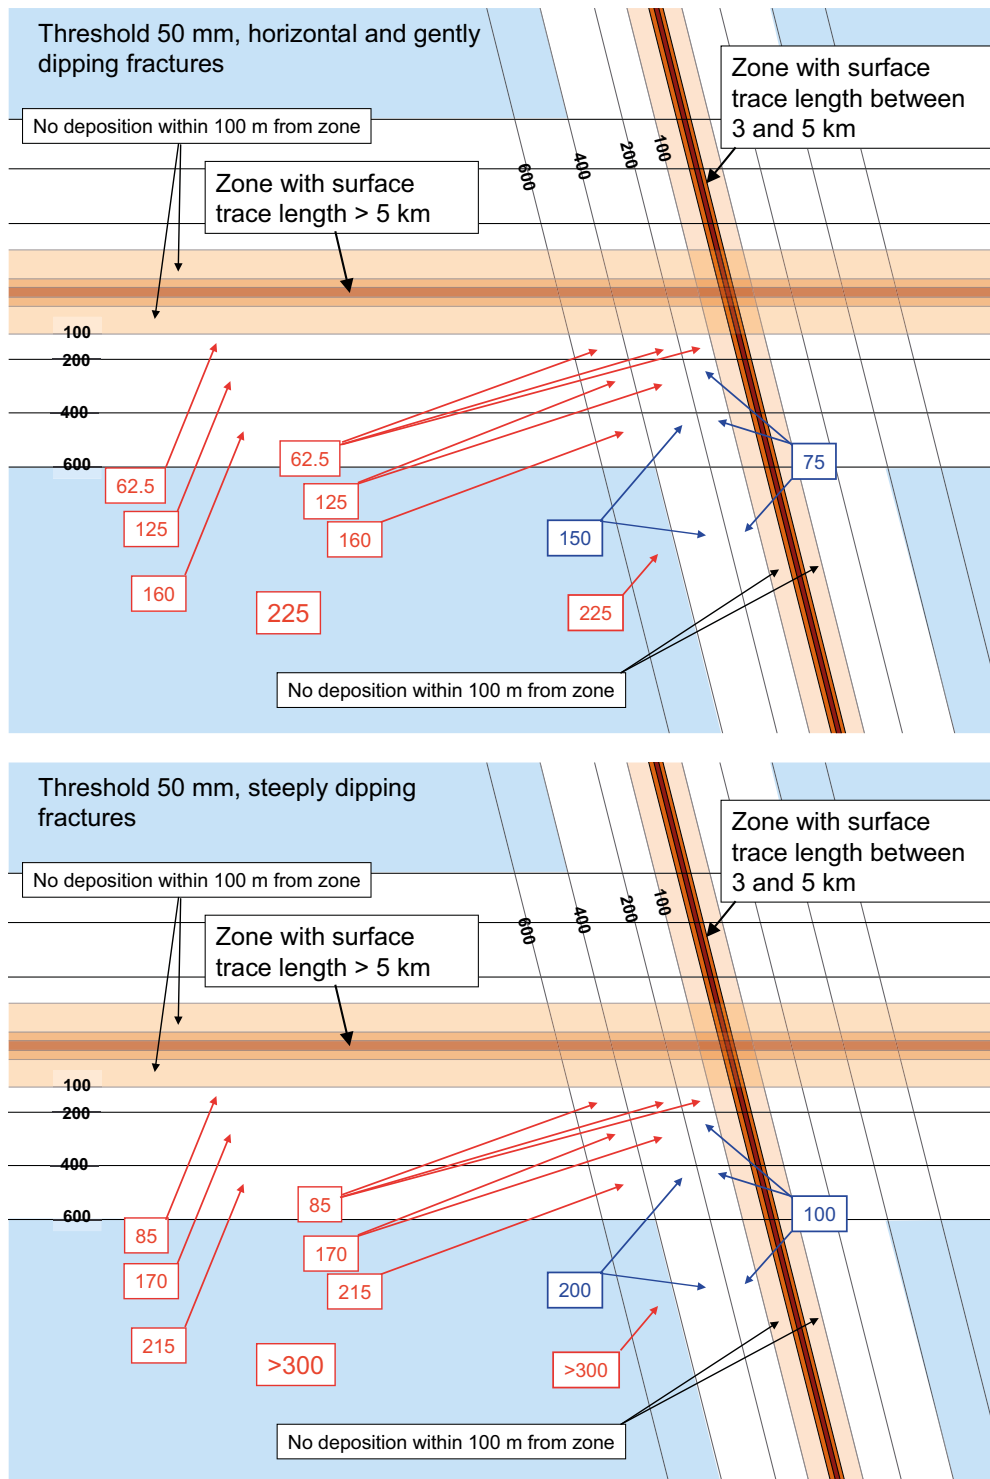 Threshold 50 mm, horizontal and gently
dipping fractures
Zone with surface
trace length between
3 and 5 km
No deposition within 100 m from zone
Zone with surface
trace length > 5 km
600
400
200
100
100
200
400
600
62.5
125
160
62.5
125
160
225
150
75
225
No deposition within 100 m from zone
Threshold 50 mm, steeply dipping
fractures
Zone with surface
trace length between
3 and 5 km
No deposition within 100 m from zone
Zone with surface
trace length > 5 km
600
400
200
100
100
200
400
600
85
170
215
85
170
215
>300
200
100
>300
No deposition within 100 m from zone